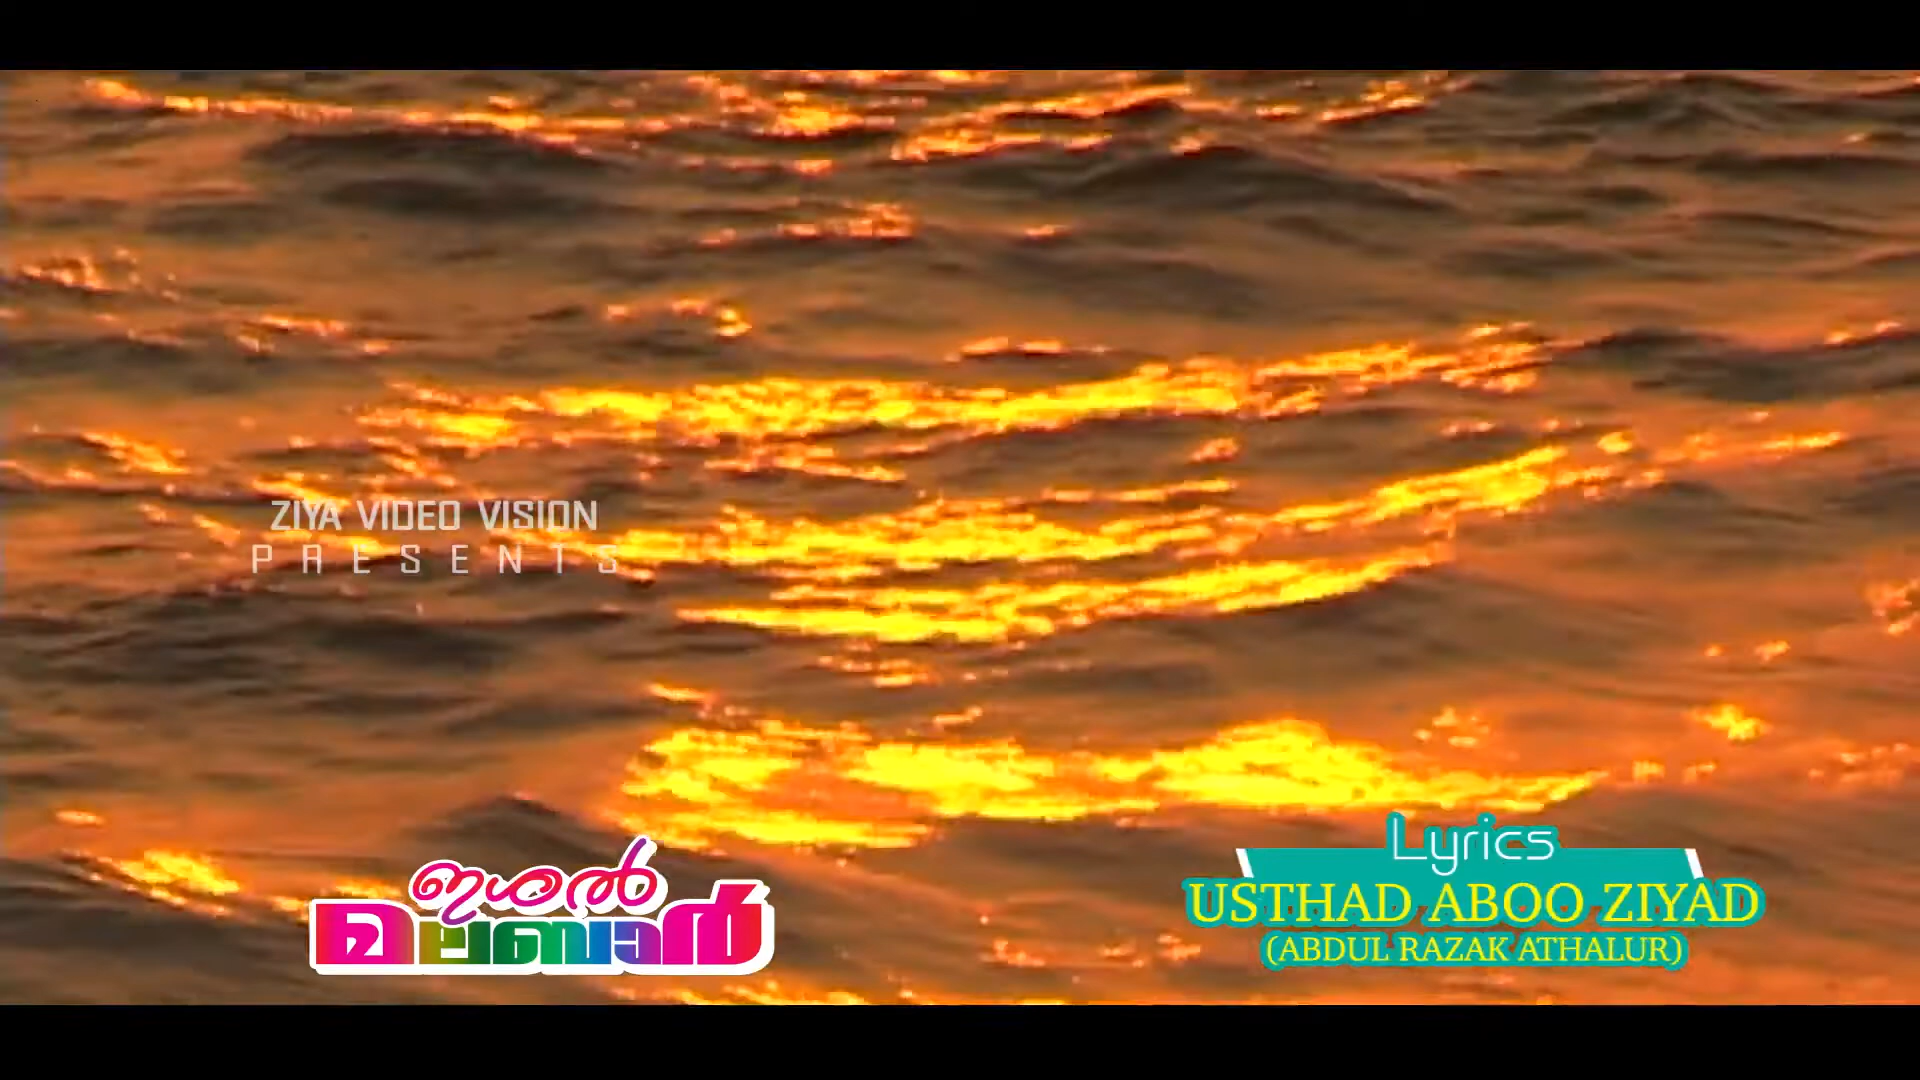 ZIYA VIDEO VISION
PRESENTS
ഇശൽ
മലബാർ
Lyrics
USTHAD ABOO ZIYAD
(ABDUL RAZAK ATHALUR)